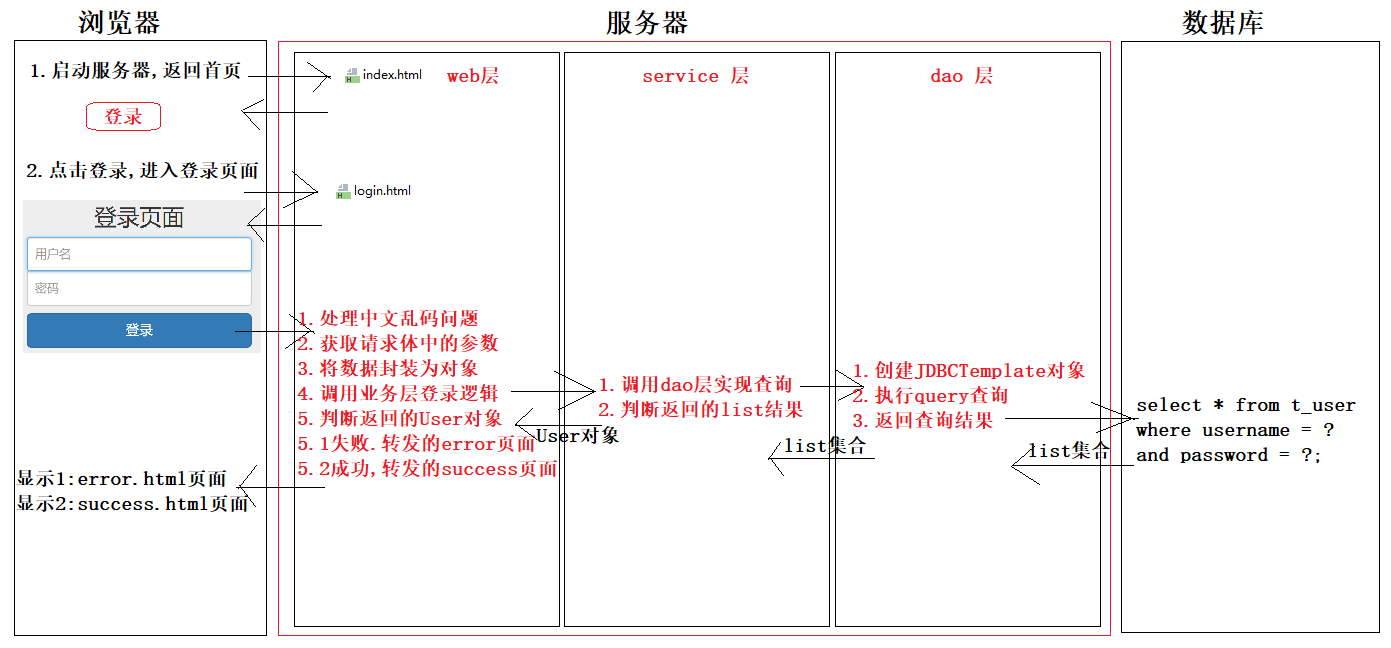 浏览器
服务器
数据库
1.启动服务器,返回首页
登录
2.点击登录,进入登录页面
登录页面
用户名
密码
登录
显示1:error.html页面
显示2:success.html页面
index.html
web层
login.html
1.处理中文乱码问题
2.获取请求体中的参数
3.将数据封装为对象
4.调用业务层登录逻辑
5.判断返回的User对象
5.1失败.转发的error页面
5.2成功,转发的success页面
service 层
1.调用dao层实现查询
2.判断返回的list结果
User对象
dao 层
1.创建JDBCTemplate对象
2.执行query查询
3.返回查询结果
list集合
list集合
select * from t_user
where username = ?
and password = ?;